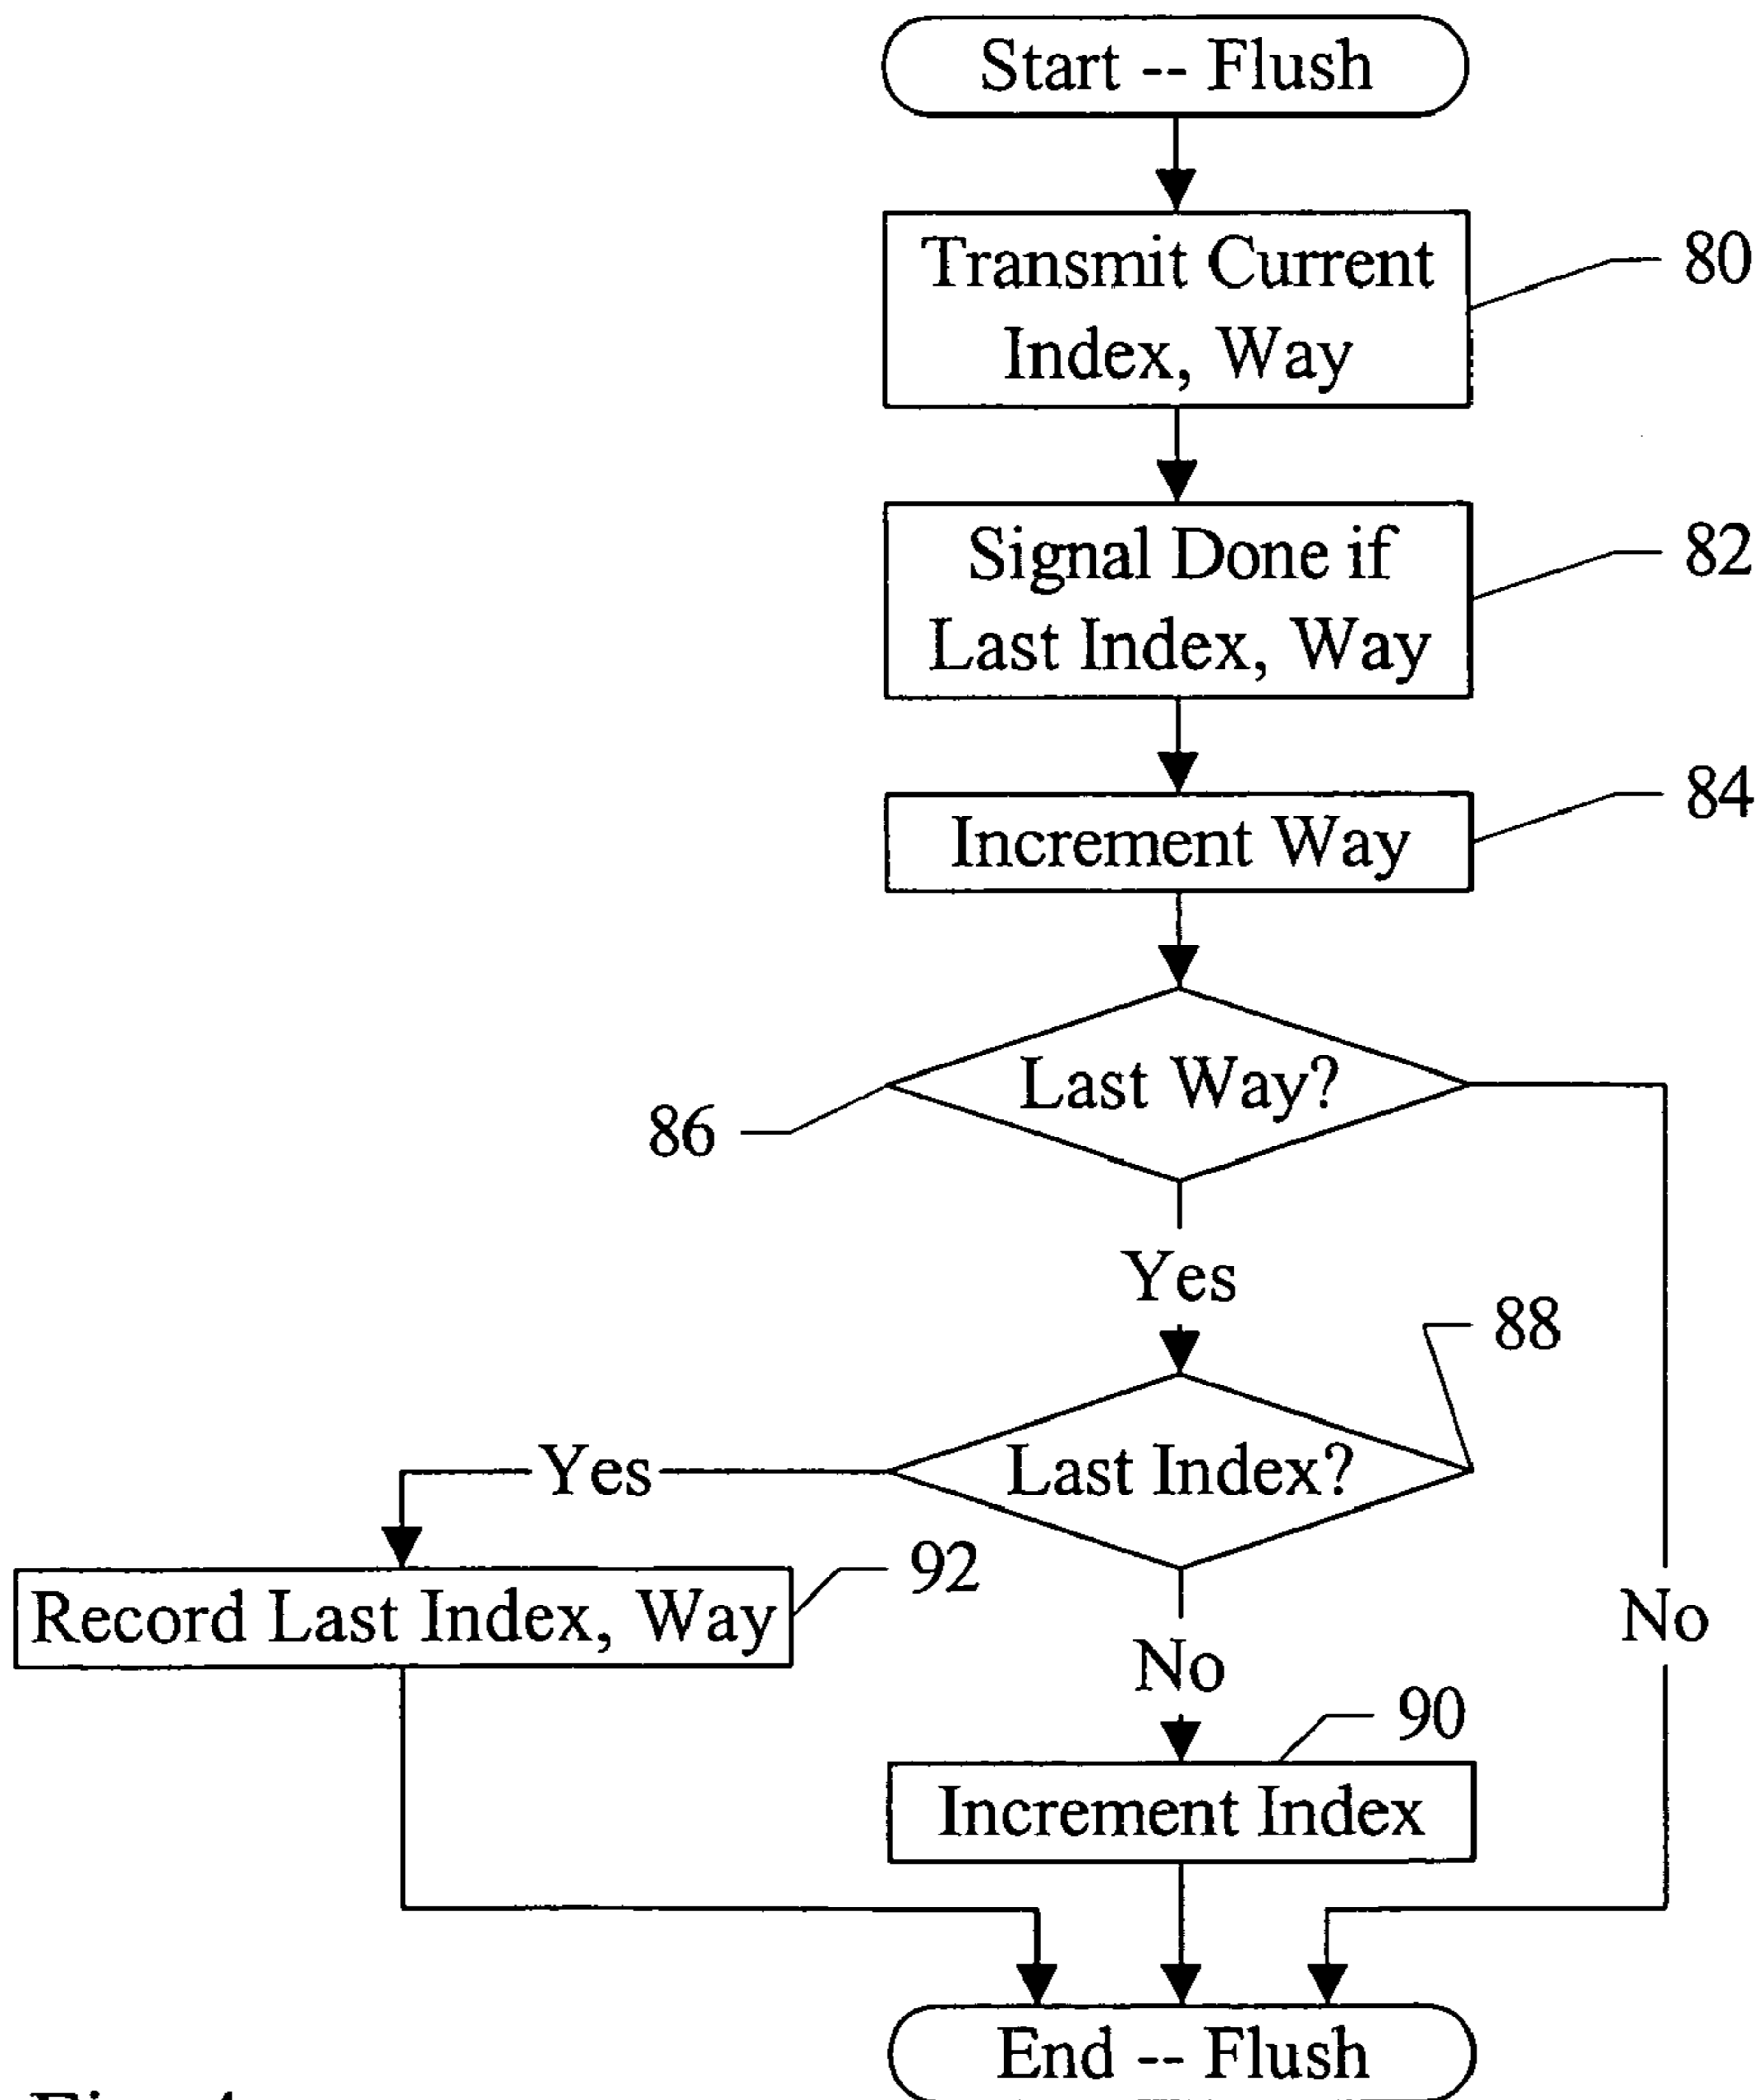 Start -- Flush
Transmit Current
Index, Way
80
Signal Done if
Last Index, Way
82
Increment Way
84
Last Way?
86
Yes
88
Last Index?
Yes
92
Record Last Index, Way
No
No
90
Increment Index
End -- Flush